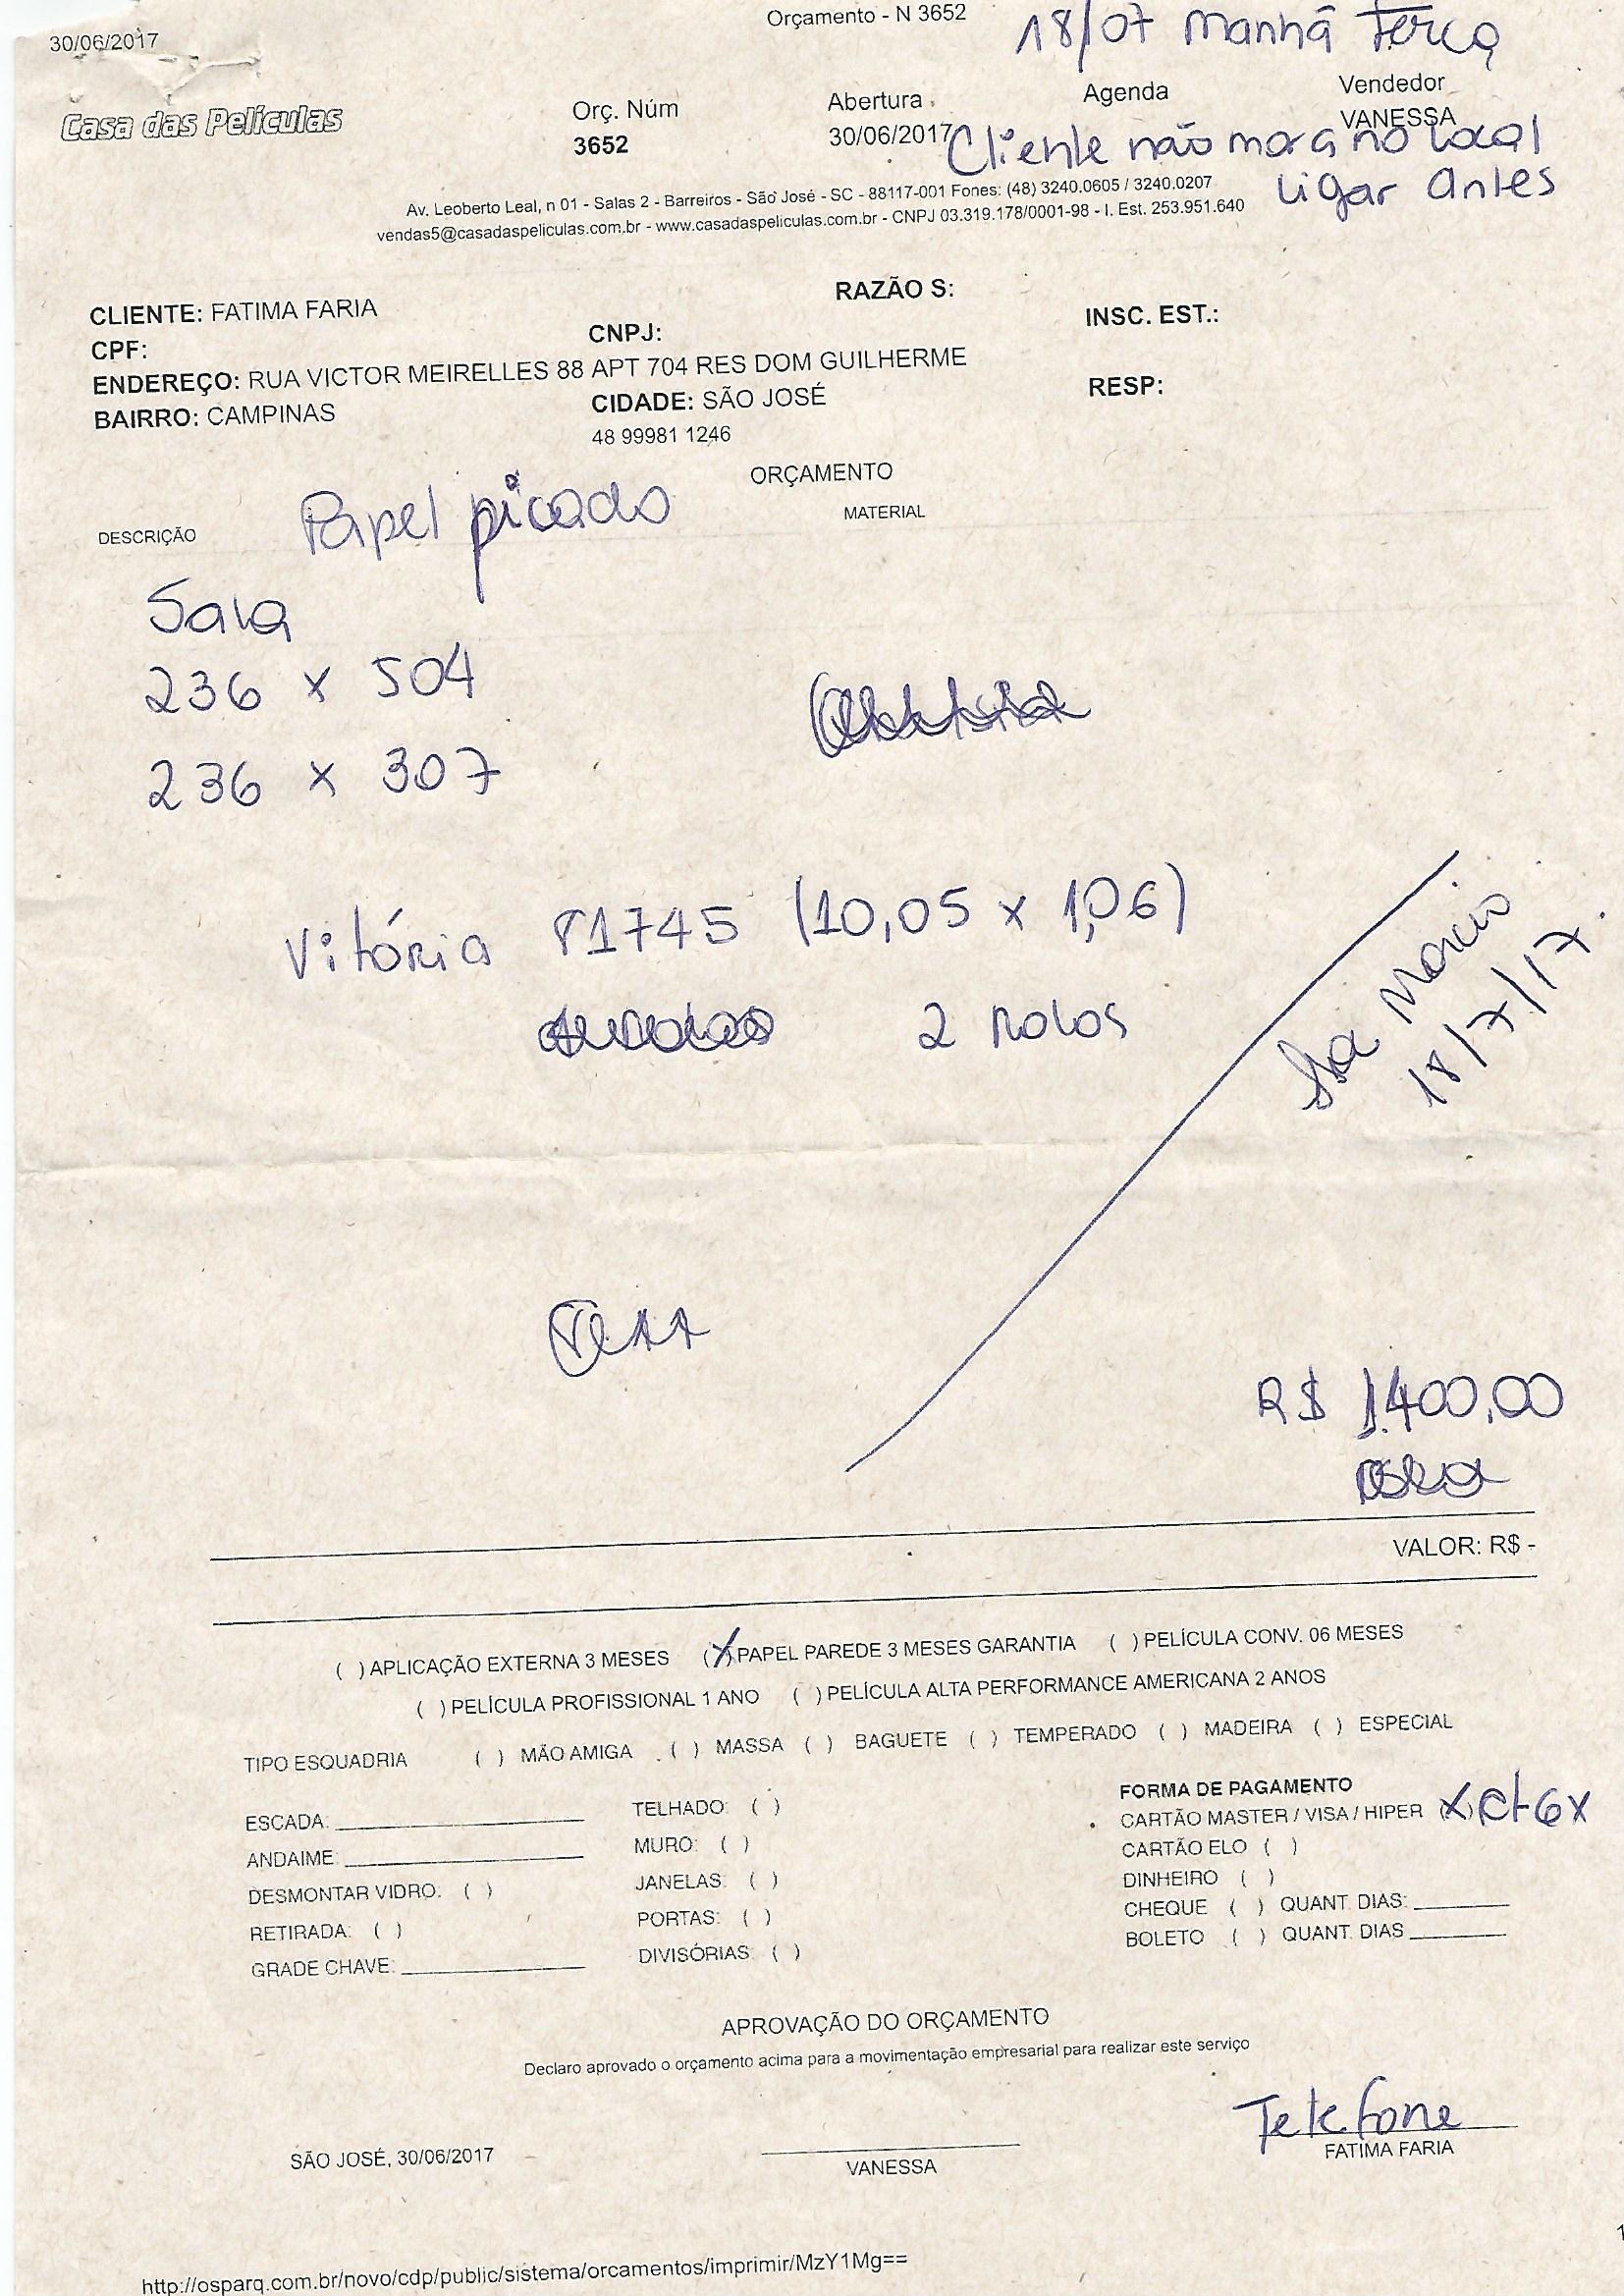 30/06/2017
Orçamento - N 3652
18/07 manhã Terça
Casa das Películas
Orç. Núm
3652
Abertura
30/06/2017
Agenda
Vendedor
VANESSA
Cliente não mora no local
Ligar Antes
Av. Leoberto Leal, n 01 - Salas 2 - Barreiros - São José - SC - 88117-001 Fones: (48) 3240.0605 / 3240.0207
vendas5@casadaspeliculas.com.br - www.casadaspeliculas.com.br - CNPJ 03.319.178/0001-98 - I. Est. 253.951.640
CLIENTE: FATIMA FARIA
RAZÃO S:
CPF:
CNPJ:
INSC. EST.:
ENDEREÇO: RUA VICTOR MEIRELLES 88 APT 704 RES DOM GUILHERME
BAIRRO: CAMPINAS
CIDADE: SÃO JOSÉ
RESP:
48 99981 1246
ORÇAMENTO
DESCRIÇÃO
MATERIAL
Papel picado
Sala
236 x 504
236 x 307
Vitória 81745 (10,05 x 1,06)
2 rolos
Marcio
18/7/17
R$ 1.400,00
VALOR: R$ -
( ) APLICAÇÃO EXTERNA 3 MESES (X) PAPEL PAREDE 3 MESES GARANTIA ( ) PELÍCULA CONV. 06 MESES
( ) PELÍCULA PROFISSIONAL 1 ANO ( ) PELÍCULA ALTA PERFORMANCE AMERICANA 2 ANOS
TIPO ESQUADRIA ( ) MÃO AMIGA ( ) MASSA ( ) BAGUETE ( ) TEMPERADO ( ) MADEIRA ( ) ESPECIAL
ESCADA:
ANDAIME:
DESMONTAR VIDRO: ( )
RETIRADA: ( )
GRADE CHAVE:
TELHADO: ( )
MURO: ( )
JANELAS: ( )
PORTAS: ( )
DIVISÓRIAS: ( )
FORMA DE PAGAMENTO
CARTÃO MASTER / VISA / HIPER (X) ct 6x
CARTÃO ELO ( )
DINHEIRO ( )
CHEQUE ( ) QUANT. DIAS:
BOLETO ( ) QUANT. DIAS
APROVAÇÃO DO ORÇAMENTO
Declaro aprovado o orçamento acima para a movimentação empresarial para realizar este serviço
Telefone
SÃO JOSÉ, 30/06/2017
VANESSA
FATIMA FARIA
1
http://osparq.com.br/novo/cdp/public/sistema/orcamentos/imprimir/MzY1Mg==